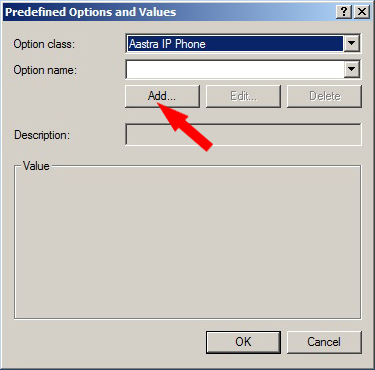 Predefined Options and Values
Option class: Aastra IP Phone
Option name:
Add... Edit... Delete
Description:
Value
OK Cancel